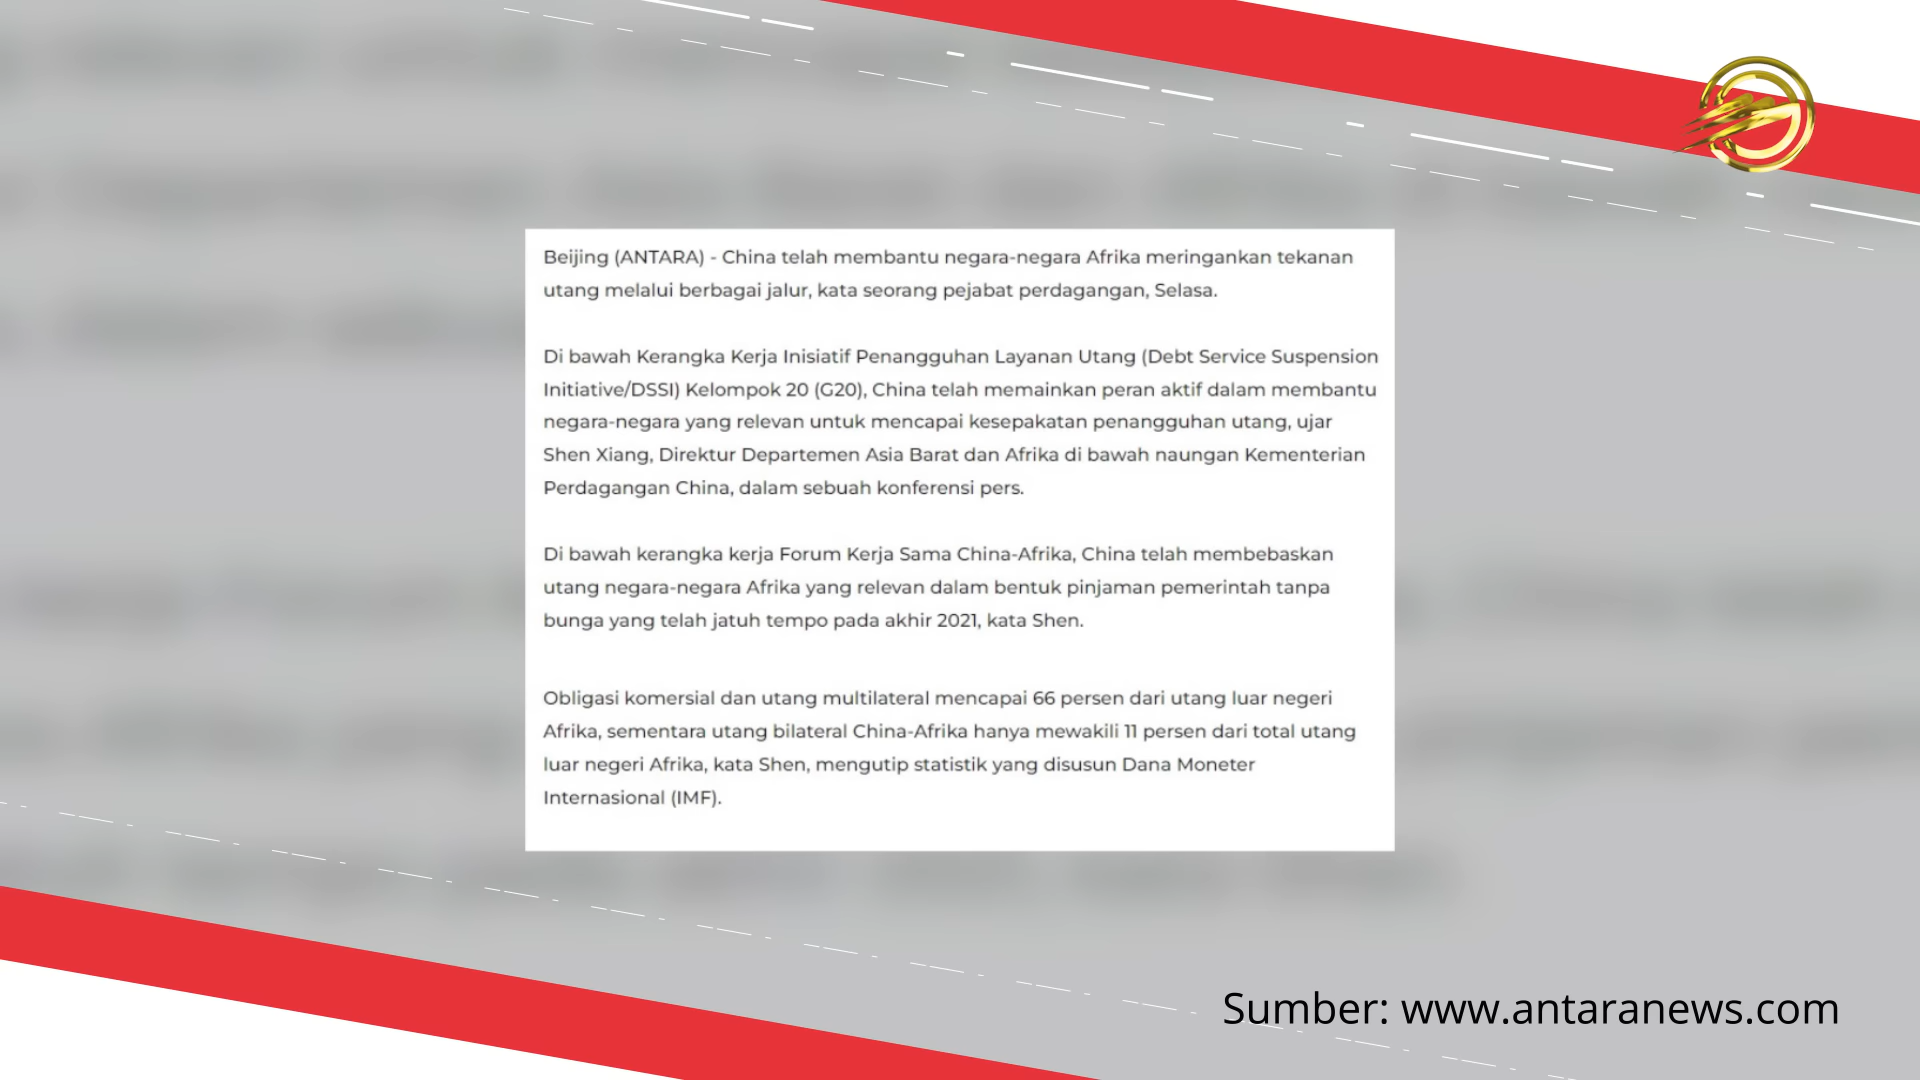 Beijing (ANTARA) - China telah membantu negara-negara Afrika meringankan tekanan
utang melalui berbagai jalur, kata seorang pejabat perdagangan, Selasa.
Di bawah Kerangka Kerja Inisiatif Penangguhan Layanan Utang (Debt Service Suspension
Initiative/DSSI) Kelompok 20 (G20), China telah memainkan peran aktif dalam membantu
negara-negara yang relevan untuk mencapai kesepakatan penangguhan utang, ujar
Shen Xiang, Direktur Departemen Asia Barat dan Afrika di bawah naungan Kementerian
Perdagangan China, dalam sebuah konferensi pers.
Di bawah kerangka kerja Forum Kerja Sama China-Afrika, China telah membebaskan
utang negara-negara Afrika yang relevan dalam bentuk pinjaman pemerintah tanpa
bunga yang telah jatuh tempo pada akhir 2021, kata Shen.
Obligasi komersial dan utang multilateral mencapai 66 persen dari utang luar negeri
Afrika, sementara utang bilateral China-Afrika hanya mewakili 11 persen dari total utang
luar negeri Afrika, kata Shen, mengutip statistik yang disusun Dana Moneter
Internasional (IMF).
Sumber: www.antaranews.com